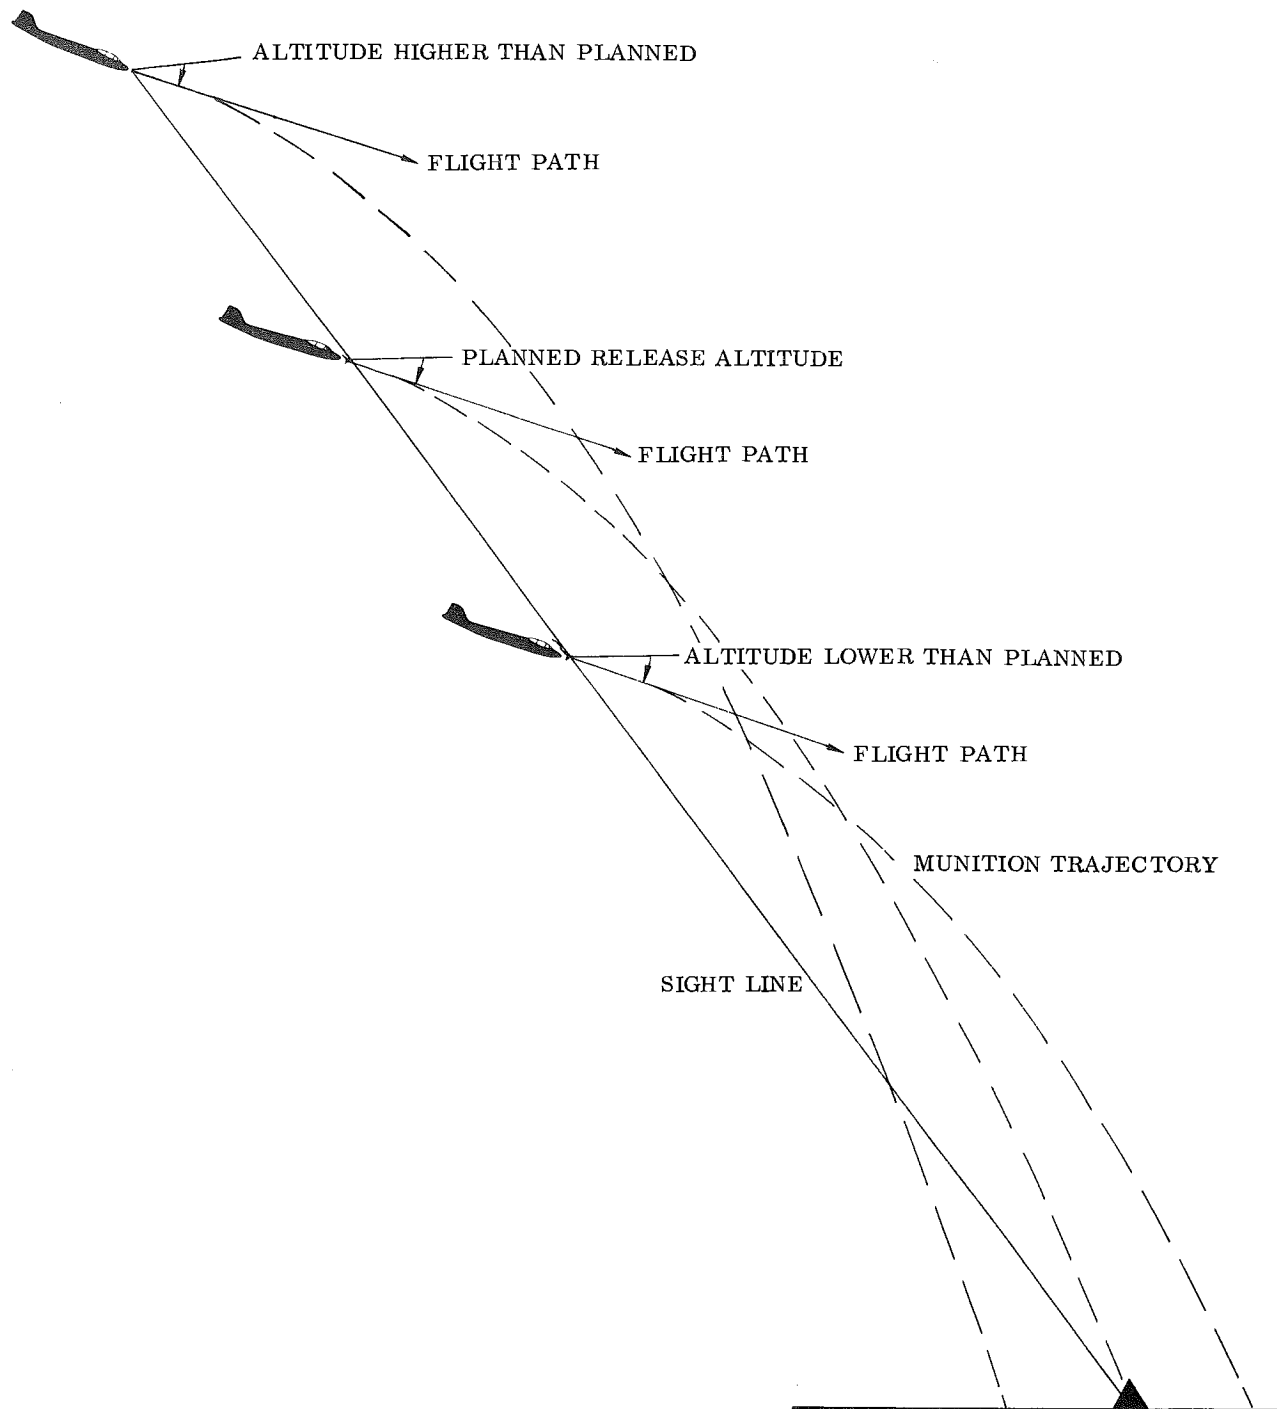 ALTITUDE HIGHER THAN PLANNED
FLIGHT PATH
PLANNED RELEASE ALTITUDE
FLIGHT PATH
ALTITUDE LOWER THAN PLANNED
FLIGHT PATH
MUNITION TRAJECTORY
SIGHT LINE